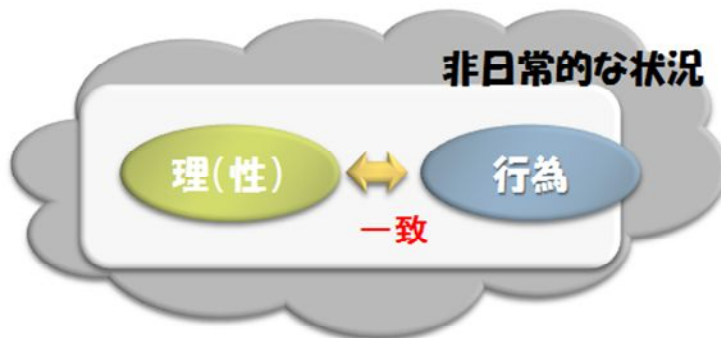 非日常的な状況
理(性)
行為
一致